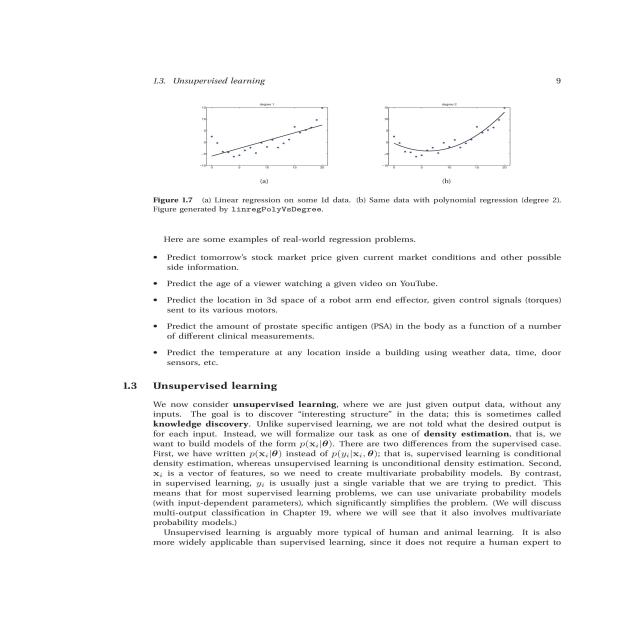 1.3. Unsupervised learning 9
degree 1 degree 2
(a) (b)
Figure 1.7 (a) Linear regression on some 1d data. (b) Same data with polynomial regression (degree 2).
Figure generated by linregPolyVsDegree.
Here are some examples of real-world regression problems.
• Predict tomorrow's stock market price given current market conditions and other possible
side information.
• Predict the age of a viewer watching a given video on YouTube.
• Predict the location in 3d space of a robot arm end effector, given control signals (torques)
sent to its various motors.
• Predict the amount of prostate specific antigen (PSA) in the body as a function of a number
of different clinical measurements.
• Predict the temperature at any location inside a building using weather data, time, door
sensors, etc.
1.3 Unsupervised learning
We now consider unsupervised learning, where we are just given output data, without any
inputs. The goal is to discover "interesting structure" in the data; this is sometimes called
knowledge discovery. Unlike supervised learning, we are not told what the desired output is
for each input. Instead, we will formalize our task as one of density estimation, that is, we
want to build models of the form p(xᵢ|θ). There are two differences from the supervised case.
First, we have written p(xᵢ|θ) instead of p(yᵢ|xᵢ, θ); that is, supervised learning is conditional
density estimation, whereas unsupervised learning is unconditional density estimation. Second,
xᵢ is a vector of features, so we need to create multivariate probability models. By contrast,
in supervised learning, yᵢ is usually just a single variable that we are trying to predict. This
means that for most supervised learning problems, we can use univariate probability models
(with input-dependent parameters), which significantly simplifies the problem. (We will discuss
multi-output classification in Chapter 19, where we will see that it also involves multivariate
probability models.)
Unsupervised learning is arguably more typical of human and animal learning. It is also
more widely applicable than supervised learning, since it does not require a human expert to